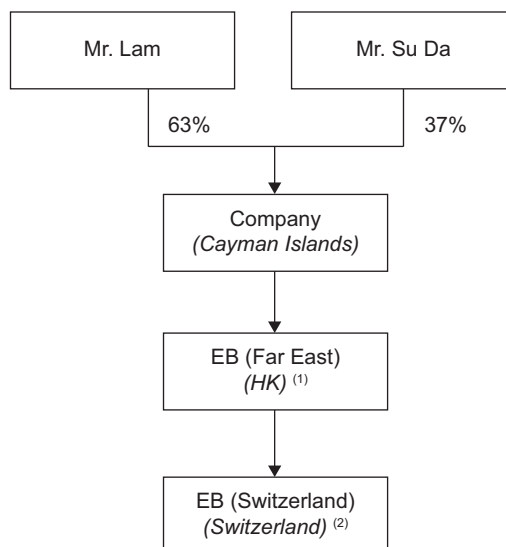 Mr. Lam
Mr. Su Da
63%
37%
Company
(Cayman Islands)
EB (Far East)
(HK) (1)
EB (Switzerland)
(Switzerland) (2)